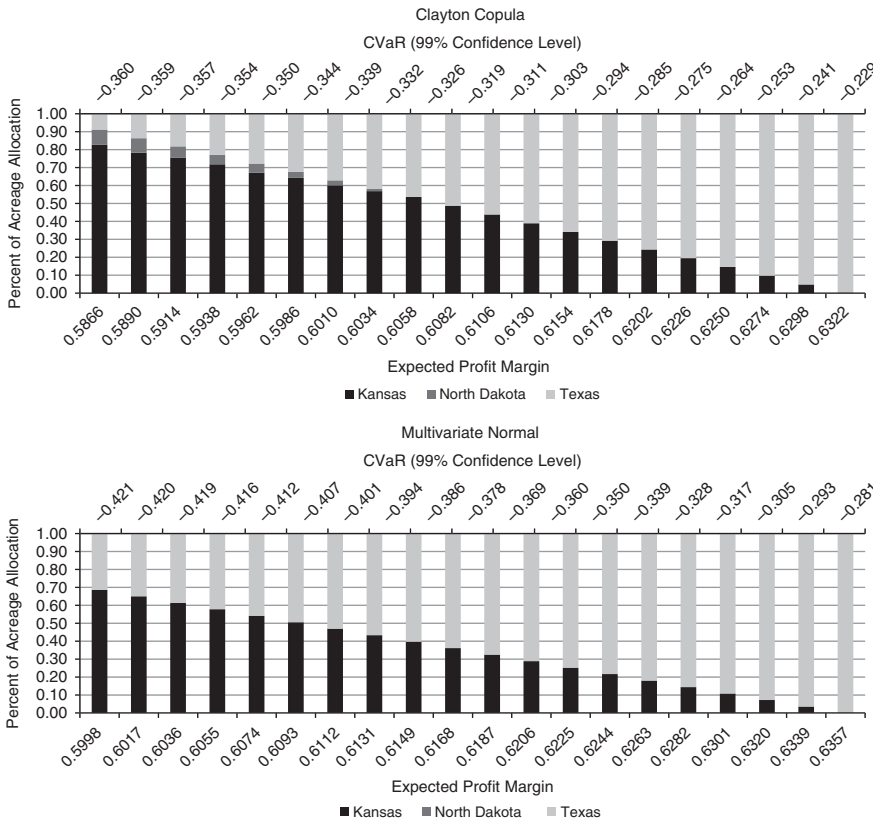 Clayton Copula
CVaR (99% Confidence Level)
−0.360 −0.359 −0.357 −0.354 −0.350 −0.344 −0.339 −0.332 −0.326 −0.319 −0.311 −0.303 −0.294 −0.285 −0.275 −0.264 −0.253 −0.241 −0.229
Percent of Acreage Allocation
1.00
0.90
0.80
0.70
0.60
0.50
0.40
0.30
0.20
0.10
0.00
0.5866 0.5890 0.5914 0.5938 0.5962 0.5986 0.6010 0.6034 0.6058 0.6082 0.6106 0.6130 0.6154 0.6178 0.6202 0.6226 0.6250 0.6274 0.6298 0.6322
Expected Profit Margin
Kansas North Dakota Texas
Multivariate Normal
CVaR (99% Confidence Level)
−0.421 −0.420 −0.419 −0.416 −0.412 −0.407 −0.401 −0.394 −0.386 −0.378 −0.369 −0.360 −0.350 −0.339 −0.328 −0.317 −0.305 −0.293 −0.281
Percent of Acreage Allocation
1.00
0.90
0.80
0.70
0.60
0.50
0.40
0.30
0.20
0.10
0.00
0.5998 0.6017 0.6036 0.6055 0.6074 0.6093 0.6112 0.6131 0.6149 0.6168 0.6187 0.6206 0.6225 0.6244 0.6263 0.6282 0.6301 0.6320 0.6339 0.6357
Expected Profit Margin
Kansas North Dakota Texas